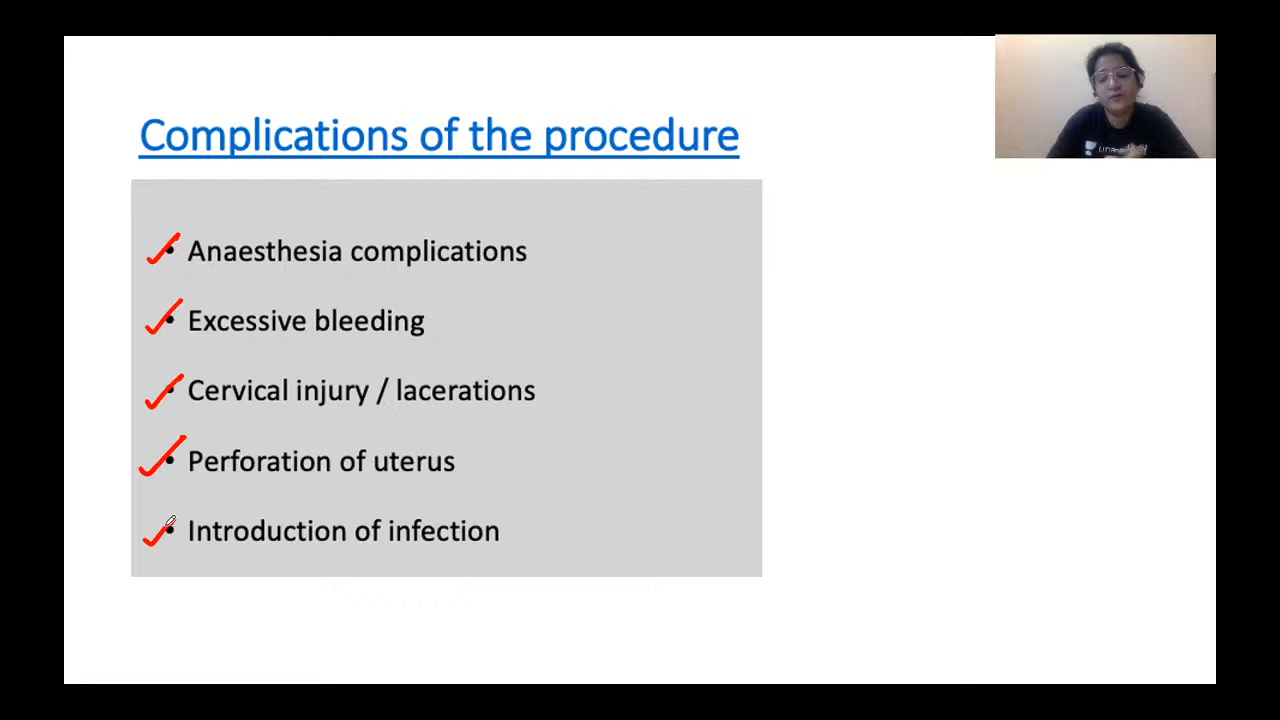 Complications of the procedure
• Anaesthesia complications
• Excessive bleeding
• Cervical injury / lacerations
• Perforation of uterus
• Introduction of infection